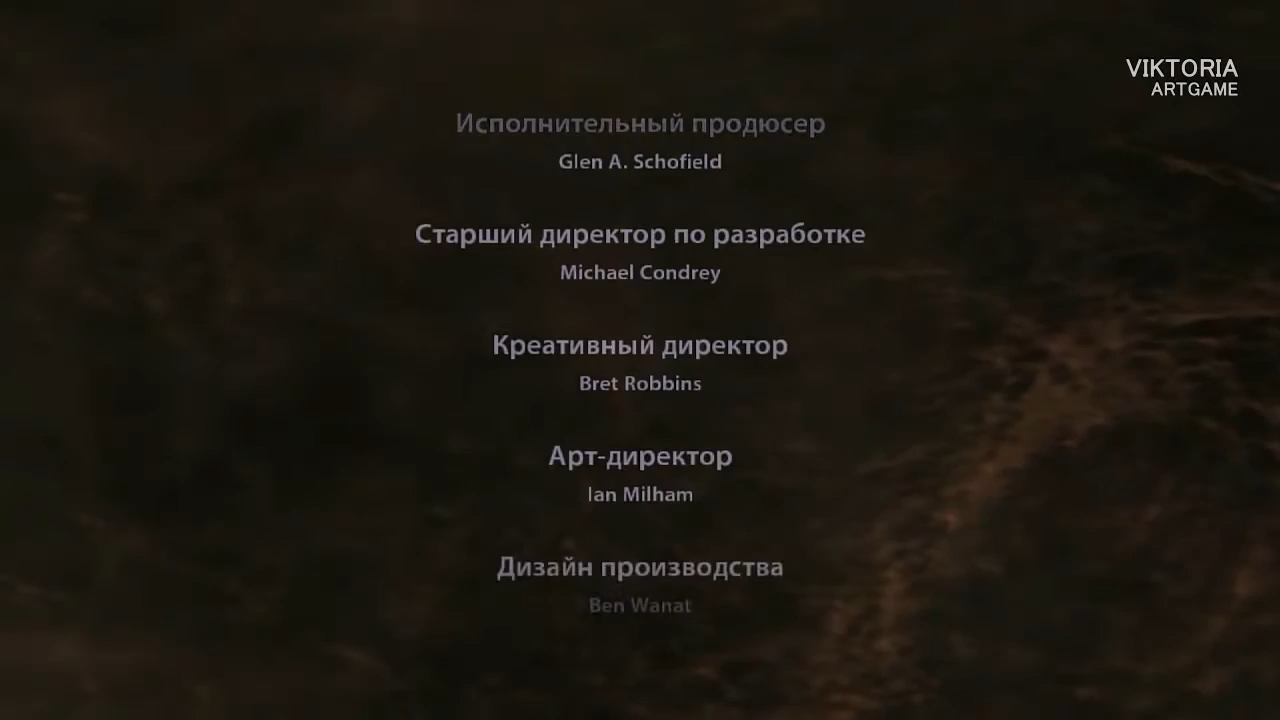 VIKTORIA
ARTGAME
Исполнительный продюсер
Glen A. Schofield
Старший директор по разработке
Michael Condrey
Креативный директор
Bret Robbins
Арт-директор
Ian Milham
Дизайн производства
Ben Wanat